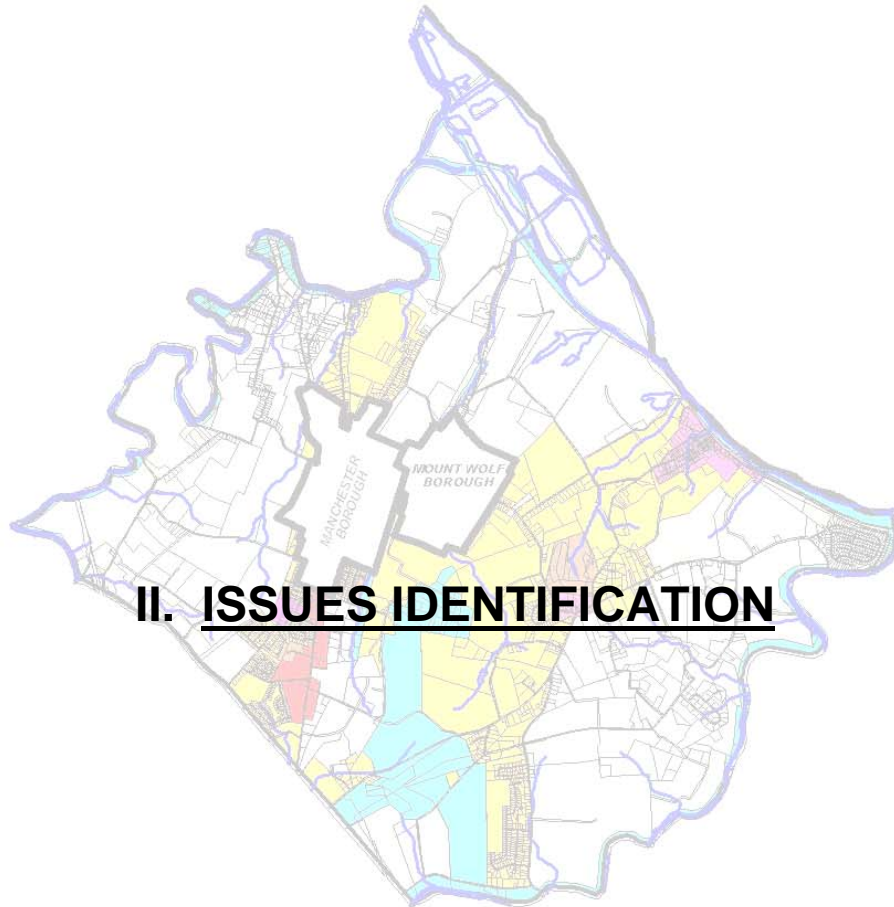 MOUNT WOLF
BOROUGH
MANCHESTER
BOROUGH
II. ISSUES IDENTIFICATION